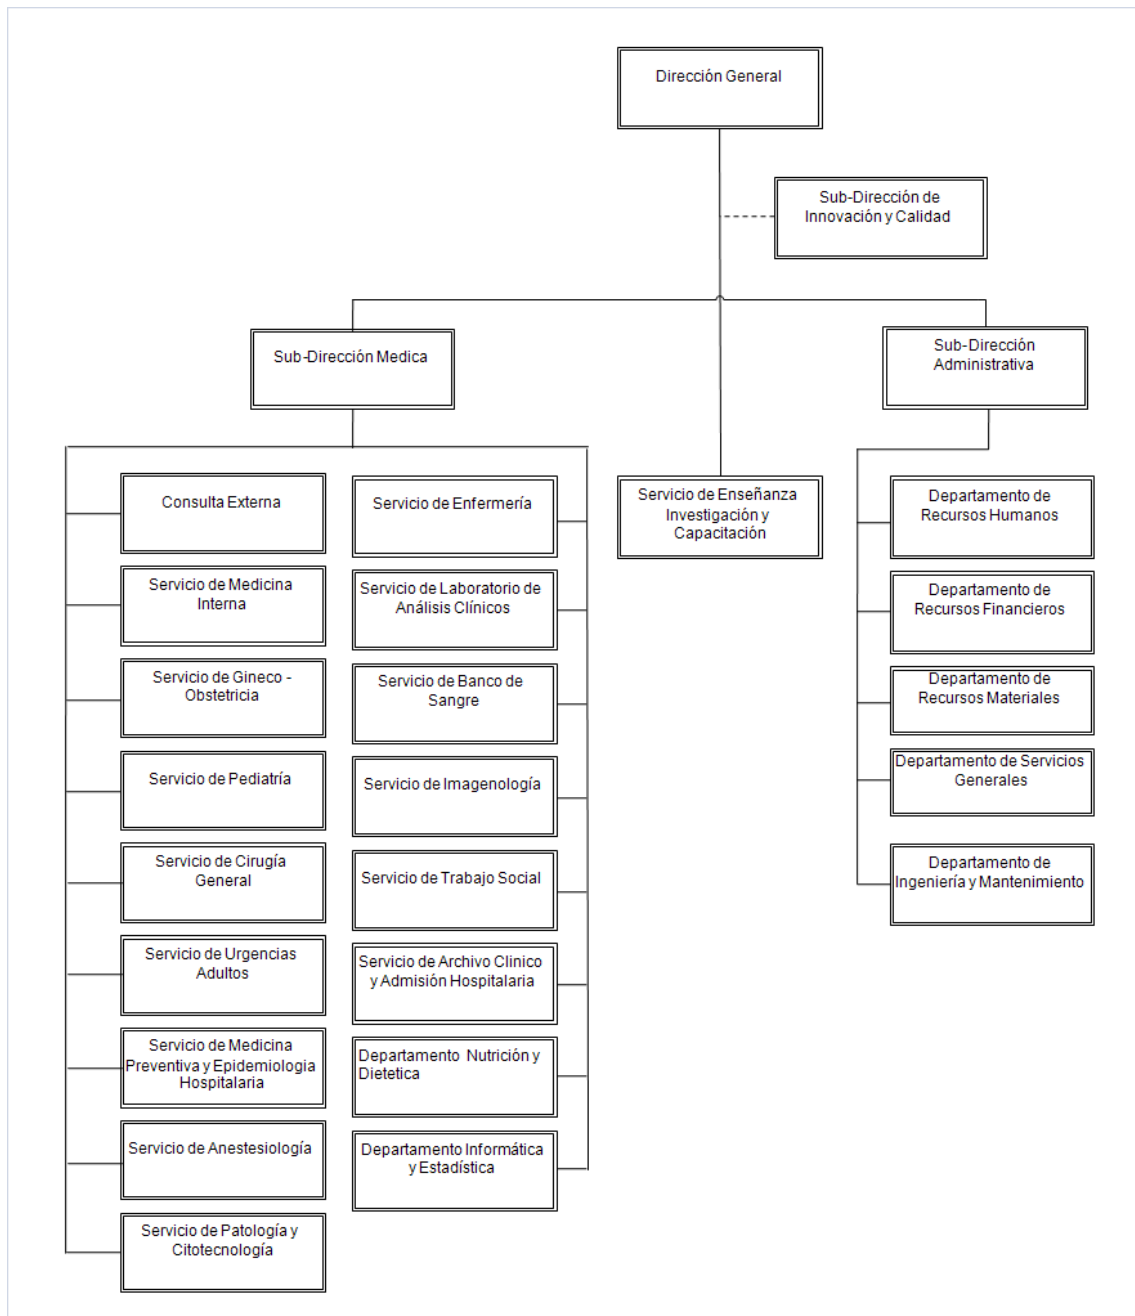 Dirección General
Sub-Dirección de
Innovación y Calidad
Sub-Dirección Medica
Sub-Dirección
Administrativa
Consulta Externa
Servicio de Medicina
Interna
Servicio de Gineco -
Obstetricia
Servicio de Pediatría
Servicio de Cirugía
General
Servicio de Urgencias
Adultos
Servicio de Medicina
Preventiva y Epidemiologia
Hospitalaria
Servicio de Anestesiología
Servicio de Patología y
Citotecnología
Servicio de Enfermería
Servicio de Laboratorio de
Análisis Clínicos
Servicio de Banco de
Sangre
Servicio de Imagenología
Servicio de Trabajo Social
Servicio de Archivo Clinico
y Admisión Hospitalaria
Departamento Nutrición y
Dietetica
Departamento Informática
y Estadística
Servicio de Enseñanza
Investigación y
Capacitación
Departamento de
Recursos Humanos
Departamento de
Recursos Financieros
Departamento de
Recursos Materiales
Departamento de Servicios
Generales
Departamento de
Ingeniería y Mantenimiento